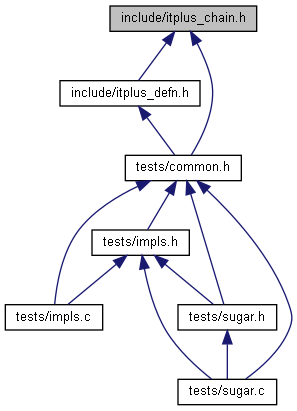 include/itplus_chain.h
include/itplus_defn.h
tests/common.h
tests/impls.h
tests/impls.c
tests/sugar.h
tests/sugar.c